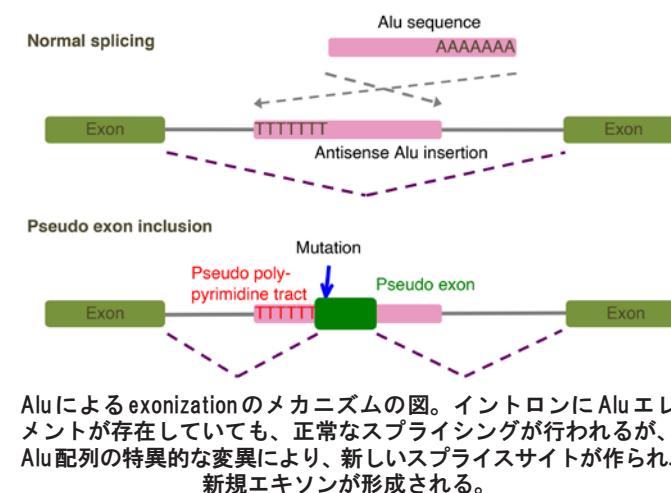 Alu sequence
Normal splicing
AAAAAAA
Exon
TTTTTTT
Exon
Antisense Alu insertion
Pseudo exon inclusion
Mutation
Pseudo poly-
pyrimidine tract
Pseudo exon
Exon
TTTTTT
Exon
Aluによるexonizationのメカニズムの図。イントロンにAluエレ
メントが存在していても、正常なスプライシングが行われるが、
Alu配列の特異的な変異により、新しいスプライスサイトが作られ、
新規エキソンが形成される。